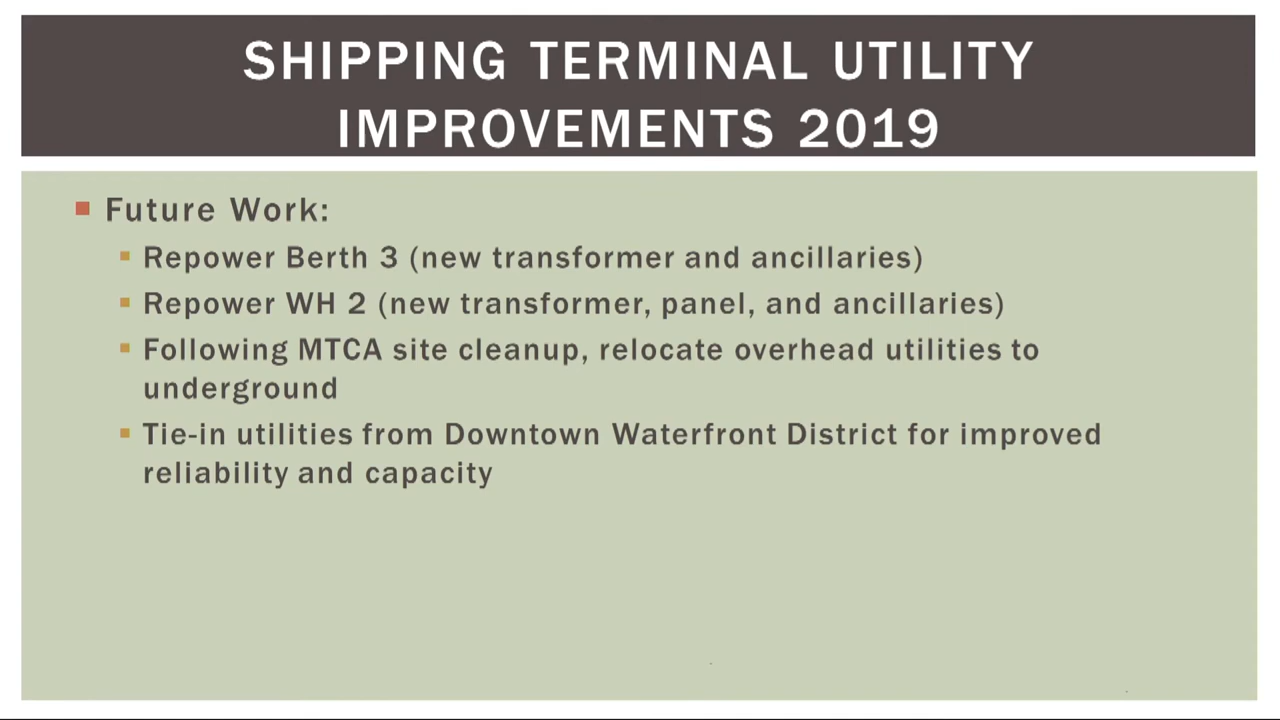 SHIPPING TERMINAL UTILITY
IMPROVEMENTS 2019
Future Work:
Repower Berth 3 (new transformer and ancillaries)
Repower WH 2 (new transformer, panel, and ancillaries)
Following MTCA site cleanup, relocate overhead utilities to
underground
Tie-in utilities from Downtown Waterfront District for improved
reliability and capacity